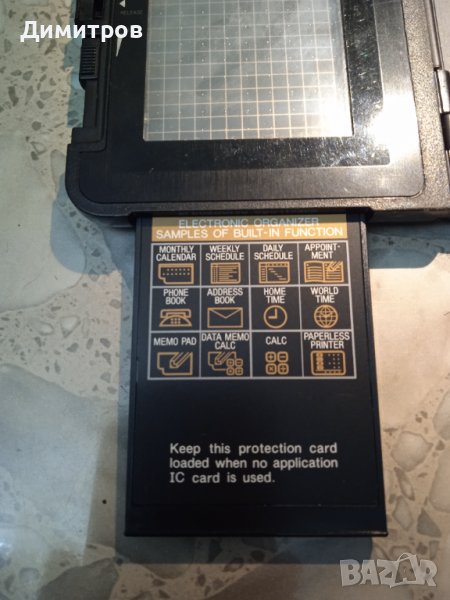 Димитров
RELEASE
ELECTRONIC ORGANIZER
SAMPLES OF BUILT-IN FUNCTION
MONTHLY CALENDAR
WEEKLY SCHEDULE
DAILY SCHEDULE
APPOINT-MENT
PHONE BOOK
ADDRESS BOOK
HOME TIME
WORLD TIME
MEMO PAD
DATA MEMO CALC
CALC
PAPERLESS PRINTER
Keep this protection card
loaded when no application
IC card is used.
BAZAR